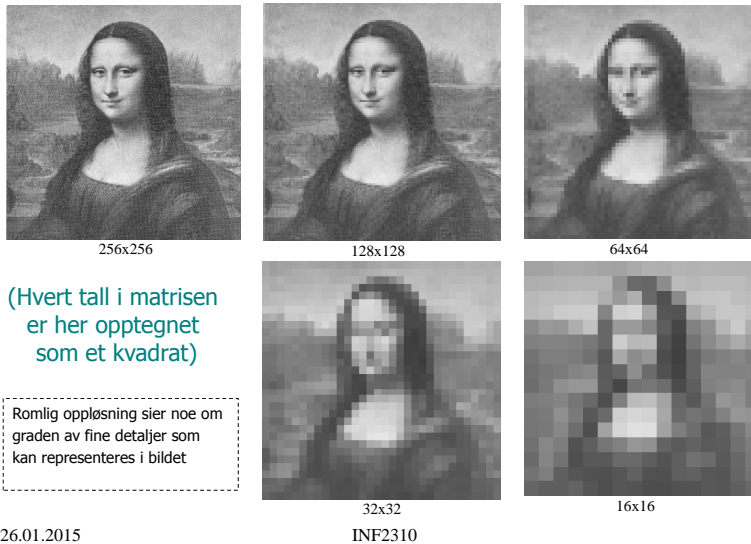 256x256
128x128
64x64
(Hvert tall i matrisen
er her opptegnet
som et kvadrat)
Romlig oppløsning sier noe om
graden av fine detaljer som
kan representeres i bildet
32x32
16x16
26.01.2015
INF2310